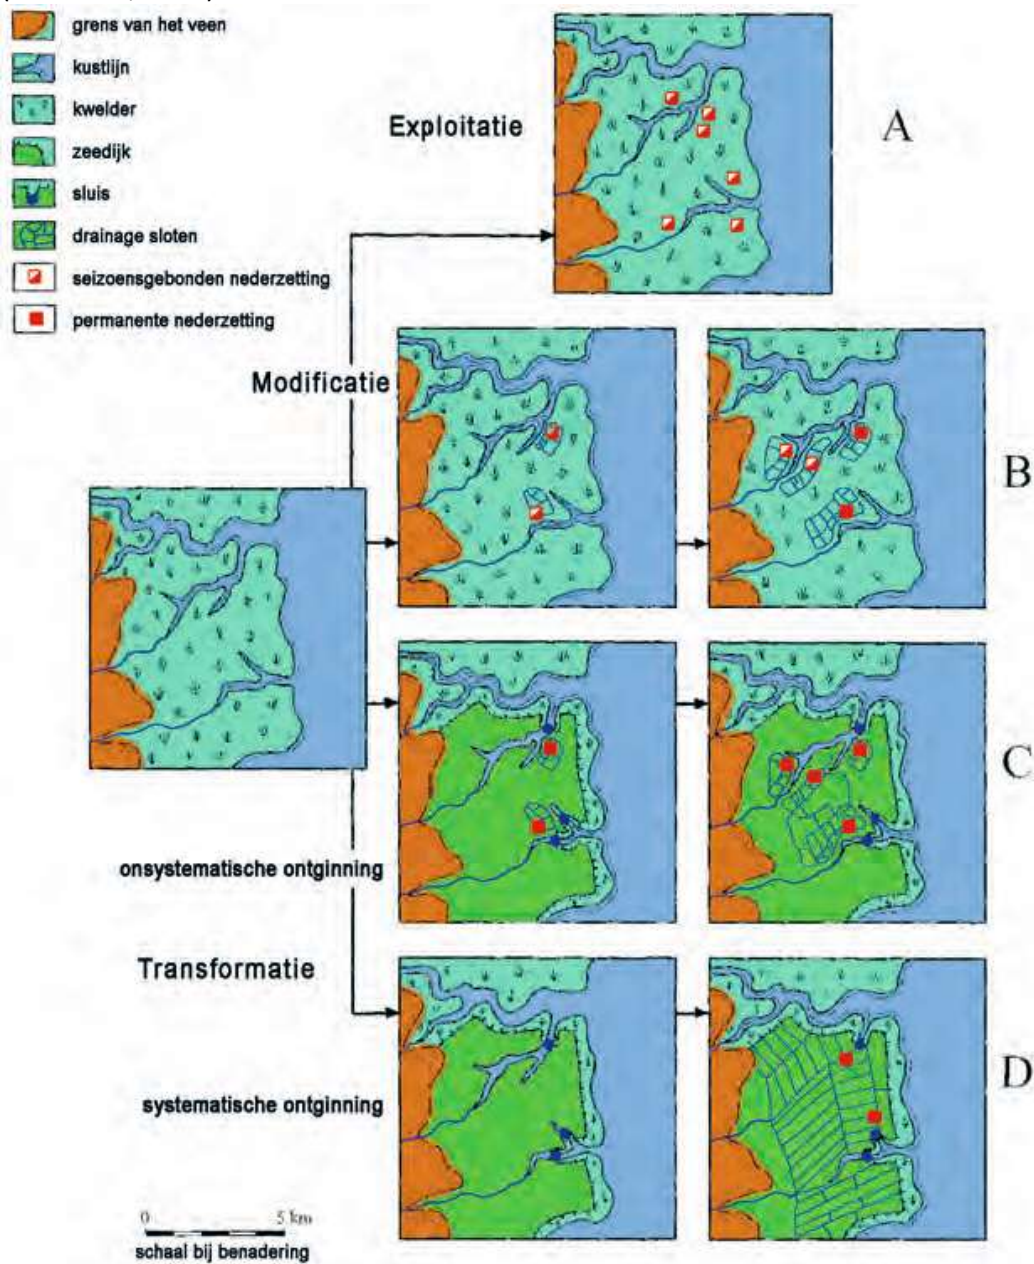 grens van het veen
kustlijn
kwelder
zeedijk
sluis
drainage sloten
seizoensgebonden nederzetting
permanente nederzetting
Exploitatie
A
Modificatie
B
C
onsystematische ontginning
Transformatie
D
systematische ontginning
0 5 km
schaal bij benadering